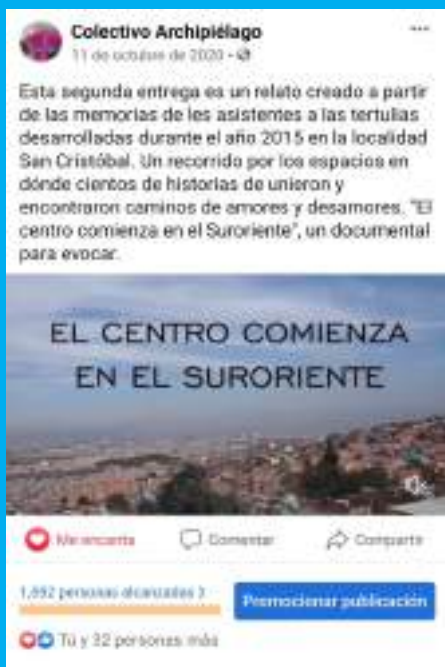 Colectivo Archipiélago
11 de octubre de 2020 ·
Esta segunda entrega es un relato creado a partir
de las memorias de les asistentes a las tertulias
desarrolladas durante el año 2015 en la localidad
San Cristóbal. Un recorrido por los espacios en
dónde cientos de historias de unieron y
encontraron caminos de amores y desamores. "El
centro comienza en el Suroriente", un documental
para evocar.
EL CENTRO COMIENZA
EN EL SURORIENTE
Me encanta
Comentar
Compartir
personas alcanzadas
Promocionar publicación
Tú y 32 personas más